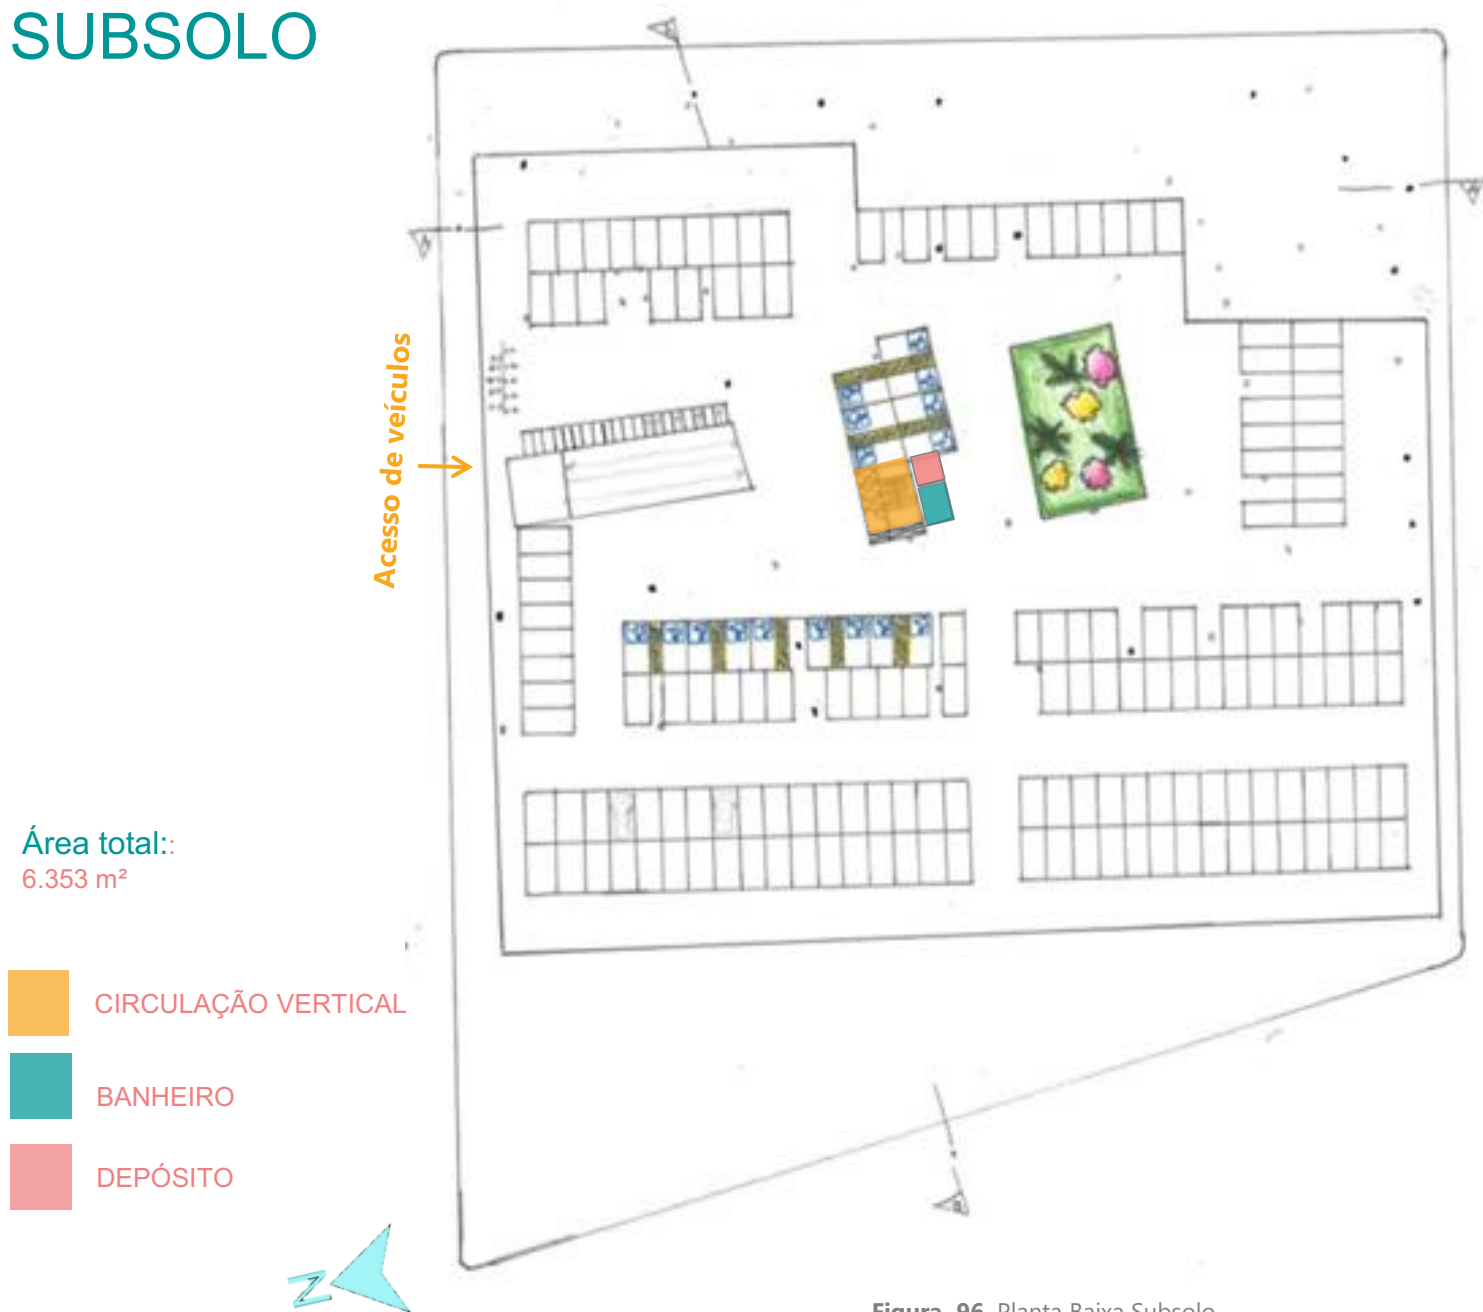 SUBSOLO
Acesso de veículos
Área total::
6.353 m²
CIRCULAÇÃO VERTICAL
BANHEIRO
DEPÓSITO
N
Figura 96 Planta Baixa Subsolo